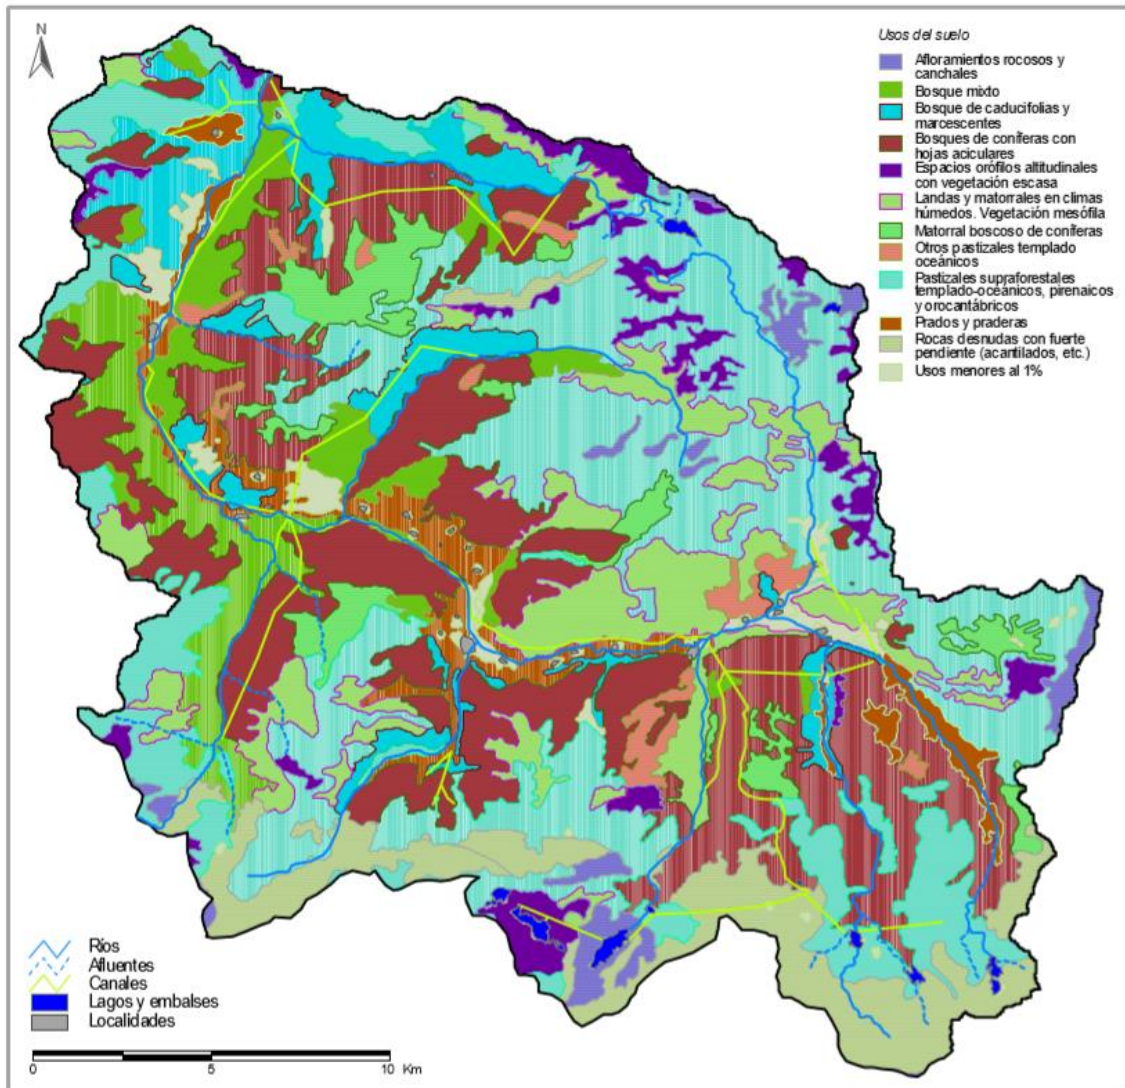 N
Usos del suelo
Afloramientos rocosos y
canchales
Bosque mixto
Bosque de caducifolias y
marcescentes
Bosques de coníferas con
hojas aciculares
Espacios orófilos altitudinales
con vegetación escasa
Landas y matorrales en climas
húmedos. Vegetación mesófila
Matorral boscoso de coníferas
Otros pastizales templado
oceánicos
Pastizales supraforestales
templado-oceánicos, pirenaicos
y orocantábricos
Prados y praderas
Rocas desnudas con fuerte
pendiente (acantilados, etc.)
Usos menores al 1%
Ríos
Afluentes
Canales
Lagos y embalses
Localidades
0 5 10 Km